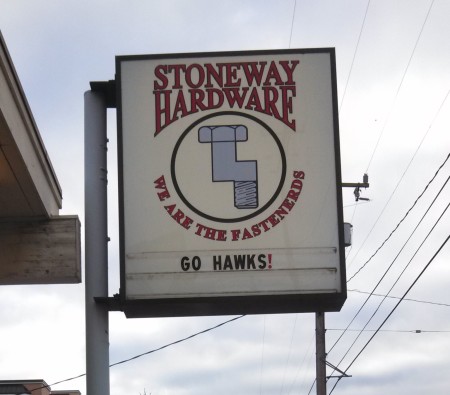 STONEWAY
HARDWARE
WE ARE THE FASTENERDS
GO HAWKS!